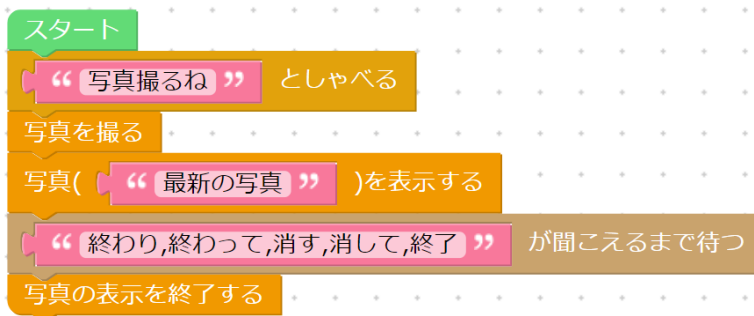 スタート
“ 写真撮るね ” としゃべる
写真を撮る
写真( “ 最新の写真 ” )を表示する
“ 終わり,終わって,消す,消して,終了 ” が聞こえるまで待つ
写真の表示を終了する